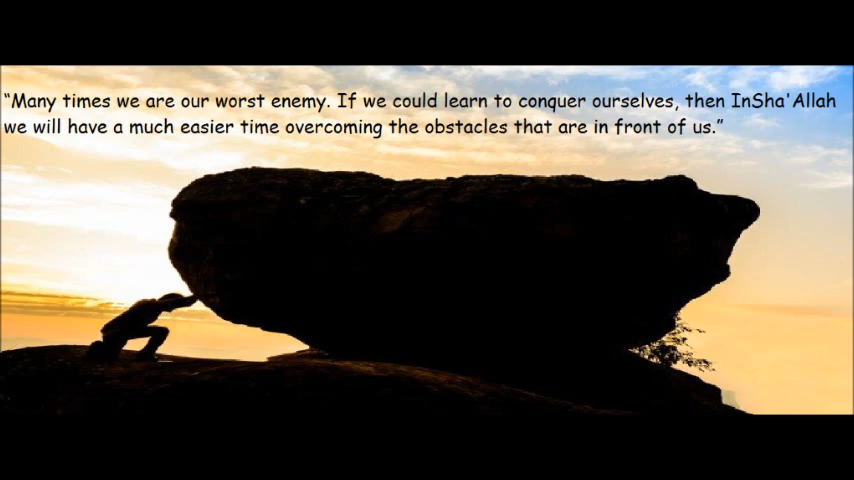 “Many times we are our worst enemy. If we could learn to conquer ourselves, then InSha'Allah
we will have a much easier time overcoming the obstacles that are in front of us.”